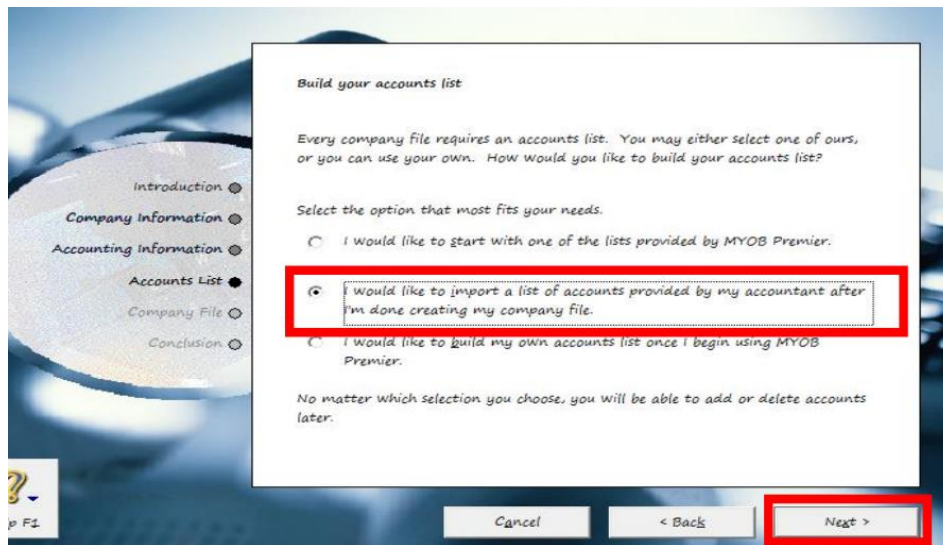 Build your accounts list
Every company file requires an accounts list. You may either select one of ours,
or you can use your own. How would you like to build your accounts list?
Introduction
Company Information
Accounting Information
Accounts List
Company File
Conclusion
Select the option that most fits your needs.
I would like to start with one of the lists provided by MYOB Premier.
I would like to import a list of accounts provided by my accountant after
I'm done creating my company file.
I would like to build my own accounts list once I begin using MYOB
Premier.
No matter which selection you choose, you will be able to add or delete accounts
later.
F1
Cancel
< Back
Next >